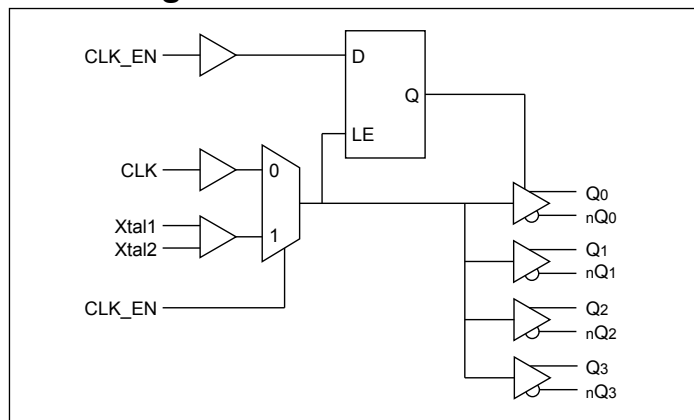 CLK_EN
D
Q
LE
CLK
0
Xtal1
Xtal2
1
CLK_EN
Q0
nQ0
Q1
nQ1
Q2
nQ2
Q3
nQ3